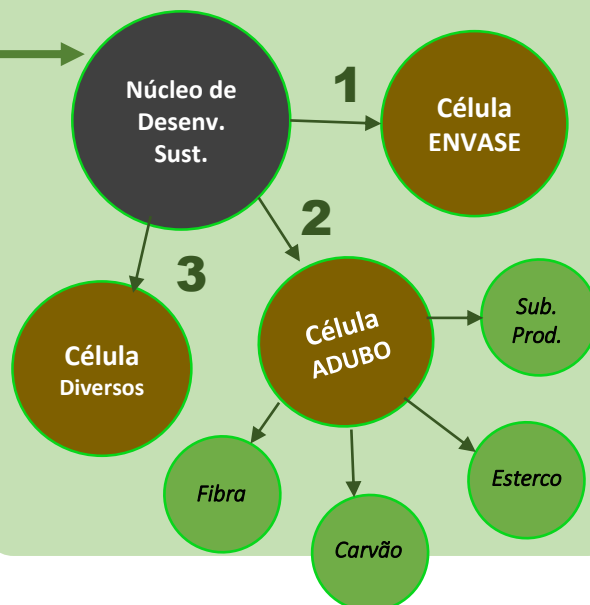 Núcleo de
Desenv.
Sust.
1
Célula
ENVASE
2
3
Célula
ADUBO
Sub.
Prod.
Célula
Diversos
Esterco
Fibra
Carvão